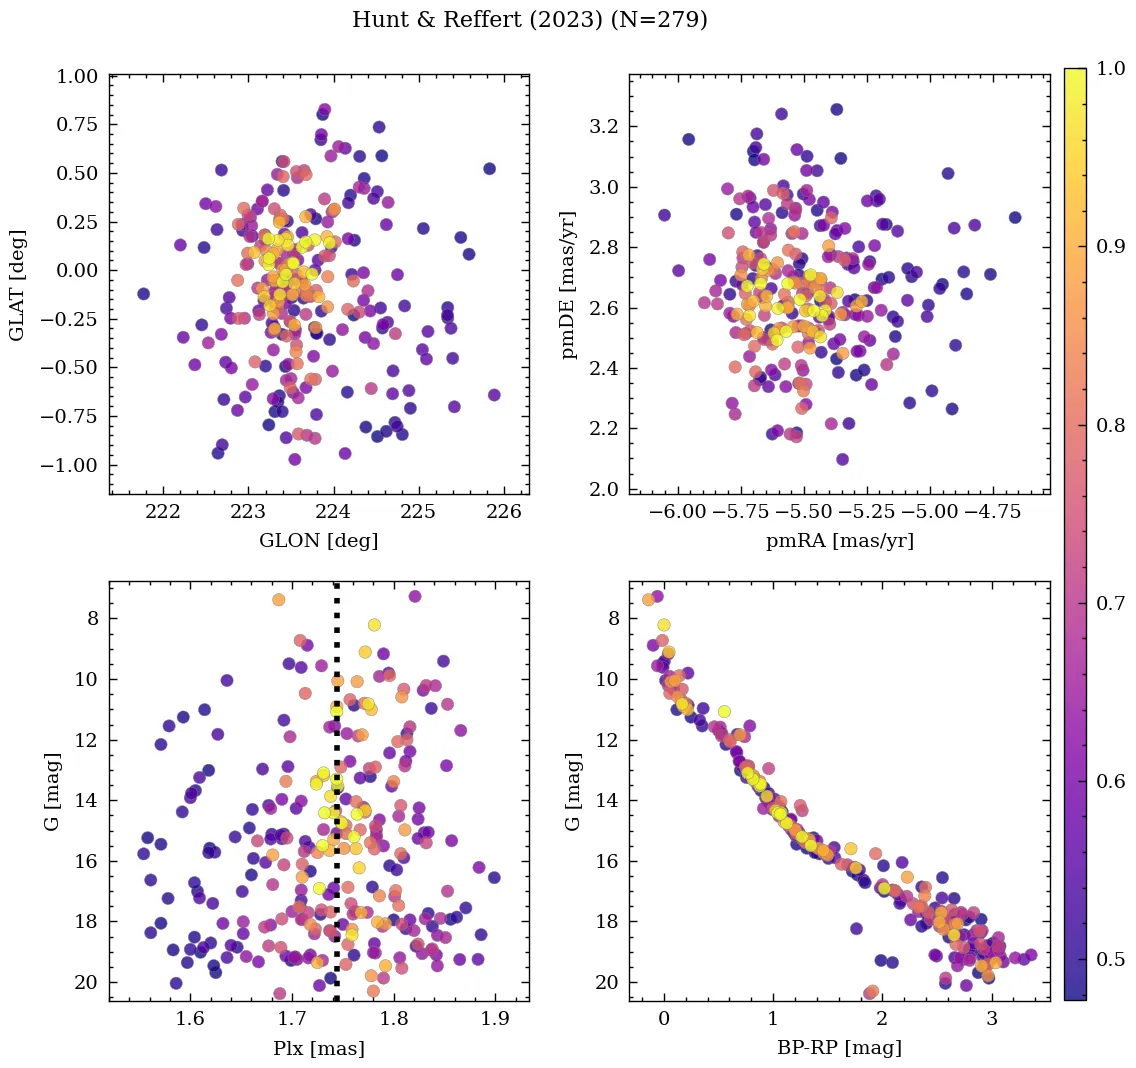 Hunt & Reffert (2023) (N=279)
1.00
0.75
0.50
0.25
0.00
−0.25
−0.50
−0.75
−1.00
GLAT [deg]
222 223 224 225 226
GLON [deg]
3.2
3.0
2.8
2.6
2.4
2.2
2.0
pmDE [mas/yr]
−6.00 −5.75 −5.50 −5.25 −5.00 −4.75
pmRA [mas/yr]
1.0
0.9
0.8
0.7
0.6
0.5
8
10
12
14
16
18
20
G [mag]
1.6 1.7 1.8 1.9
Plx [mas]
8
10
12
14
16
18
20
G [mag]
0 1 2 3
BP-RP [mag]